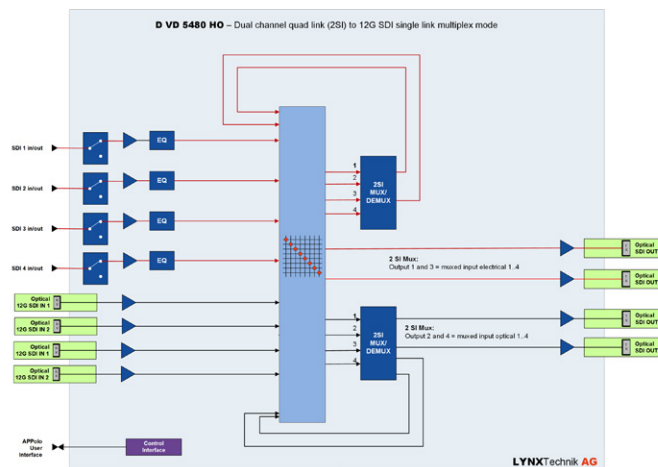 D VD 5480 HO – Dual channel quad link (2SI) to 12G SDI single link multiplex mode
SDI 1 in/out
EQ
SDI 2 in/out
EQ
SDI 3 in/out
EQ
SDI 4 in/out
EQ
1
2
3
4
2SI
MUX/
DEMUX
2 SI Mux:
Output 1 and 3 = muxed input electrical 1..4
Optical
SDI OUT
Optical
SDI OUT
Optical
12G SDI IN 1
Optical
12G SDI IN 2
Optical
12G SDI IN 1
Optical
12G SDI IN 2
1
2
3
4
2SI
MUX/
DEMUX
2 SI Mux:
Output 2 and 4 = muxed input optical 1..4
Optical
SDI OUT
Optical
SDI OUT
APPolo
User
Interface
Control
Interface
LYNXTechnik AG